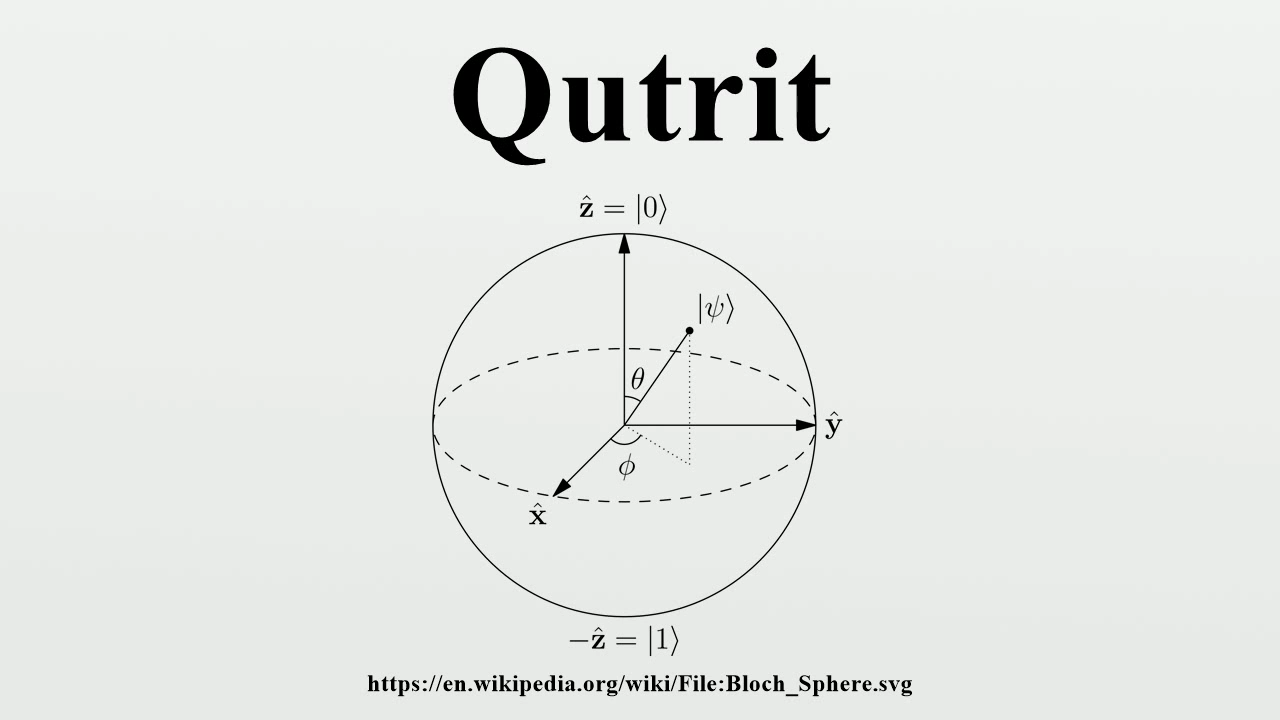 Qutrit
ẑ = |0⟩
|ψ⟩
θ
ŷ
ϕ
x̂
−ẑ = |1⟩
https://en.wikipedia.org/wiki/File:Bloch_Sphere.svg